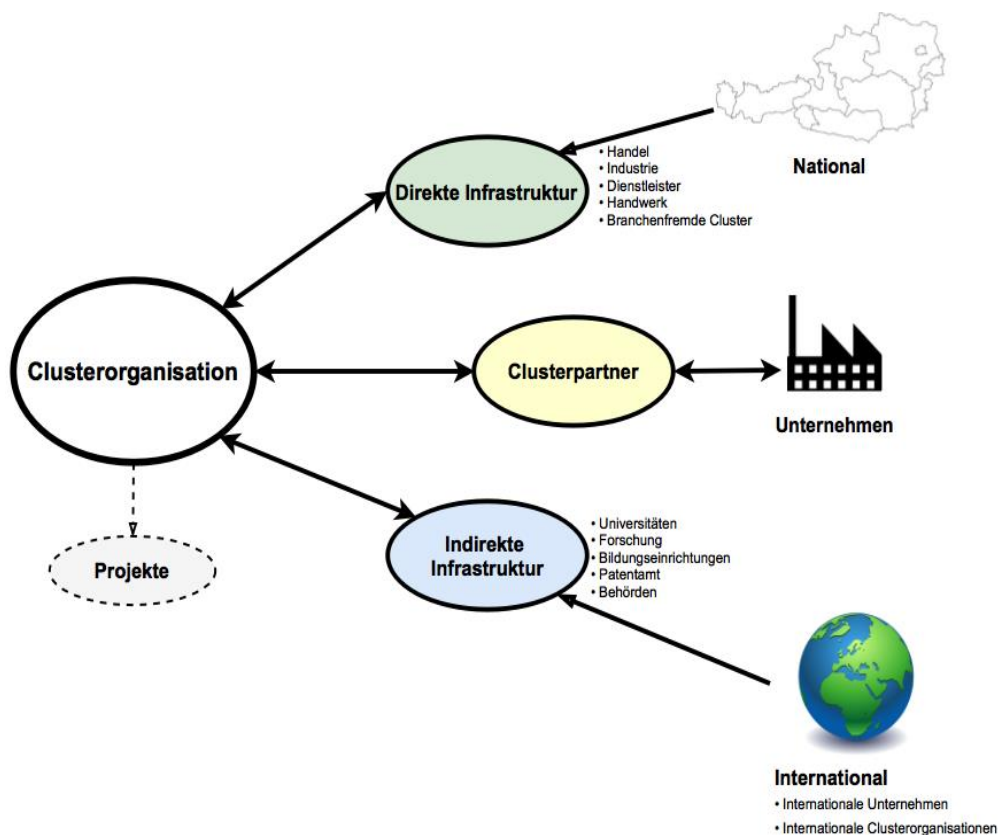 • Handel
• Industrie
• Dienstleister
• Handwerk
• Branchenfremde Cluster
National
Direkte Infrastruktur
Clusterorganisation
Clusterpartner
Unternehmen
Indirekte
Infrastruktur
• Universitäten
• Forschung
• Bildungseinrichtungen
• Patentamt
• Behörden
Projekte
International
• Internationale Unternehmen
• Internationale Clusterorganisationen